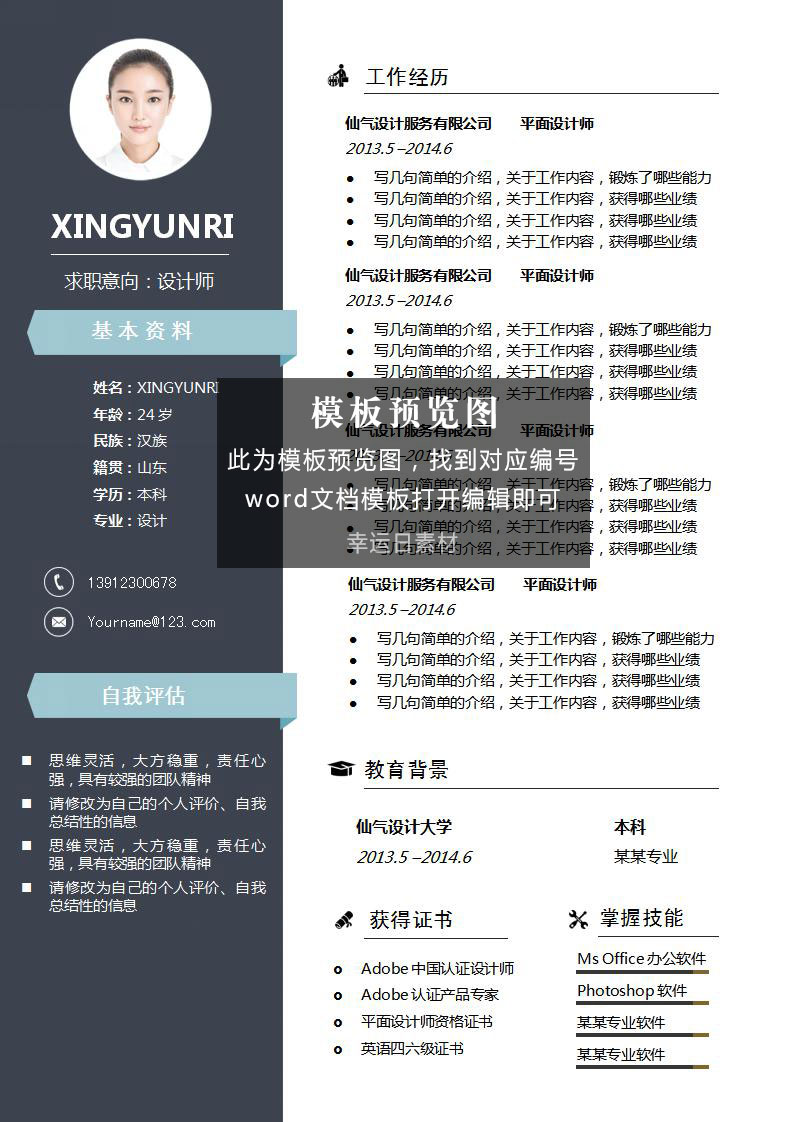 XINGYUNRI
求职意向：设计师
基本资料
姓名：XINGYUNRI
年龄：24岁
民族：汉族
籍贯：山东
学历：本科
专业：设计
13912300678
Yourname@123.com
自我评估
思维灵活，大方稳重，责任心
强，具有较强的团队精神
请修改为自己的个人评价、自我
总结性的信息
思维灵活，大方稳重，责任心
强，具有较强的团队精神
请修改为自己的个人评价、自我
总结性的信息
工作经历
仙气设计服务有限公司 平面设计师
2013.5 –2014.6
写几句简单的介绍，关于工作内容，锻炼了哪些能力
写几句简单的介绍，关于工作内容，获得哪些业绩
写几句简单的介绍，关于工作内容，获得哪些业绩
写几句简单的介绍，关于工作内容，获得哪些业绩
仙气设计服务有限公司 平面设计师
2013.5 –2014.6
写几句简单的介绍，关于工作内容，锻炼了哪些能力
写几句简单的介绍，关于工作内容，获得哪些业绩
写几句简单的介绍，关于工作内容，获得哪些业绩
写几句简单的介绍，关于工作内容，获得哪些业绩
模板预览图
仙气设计服务有限公司 平面设计师
此为模板预览图，找到对应编号
word文档模板打开编辑即可
幸运日素材
写几句简单的介绍，关于工作内容，锻炼了哪些能力
写几句简单的介绍，关于工作内容，获得哪些业绩
写几句简单的介绍，关于工作内容，获得哪些业绩
写几句简单的介绍，关于工作内容，获得哪些业绩
仙气设计服务有限公司 平面设计师
2013.5 –2014.6
写几句简单的介绍，关于工作内容，锻炼了哪些能力
写几句简单的介绍，关于工作内容，获得哪些业绩
写几句简单的介绍，关于工作内容，获得哪些业绩
写几句简单的介绍，关于工作内容，获得哪些业绩
教育背景
仙气设计大学 本科
2013.5 –2014.6 某某专业
获得证书
Adobe中国认证设计师
Adobe认证产品专家
平面设计师资格证书
英语四六级证书
掌握技能
Ms Office办公软件
Photoshop 软件
某某专业软件
某某专业软件